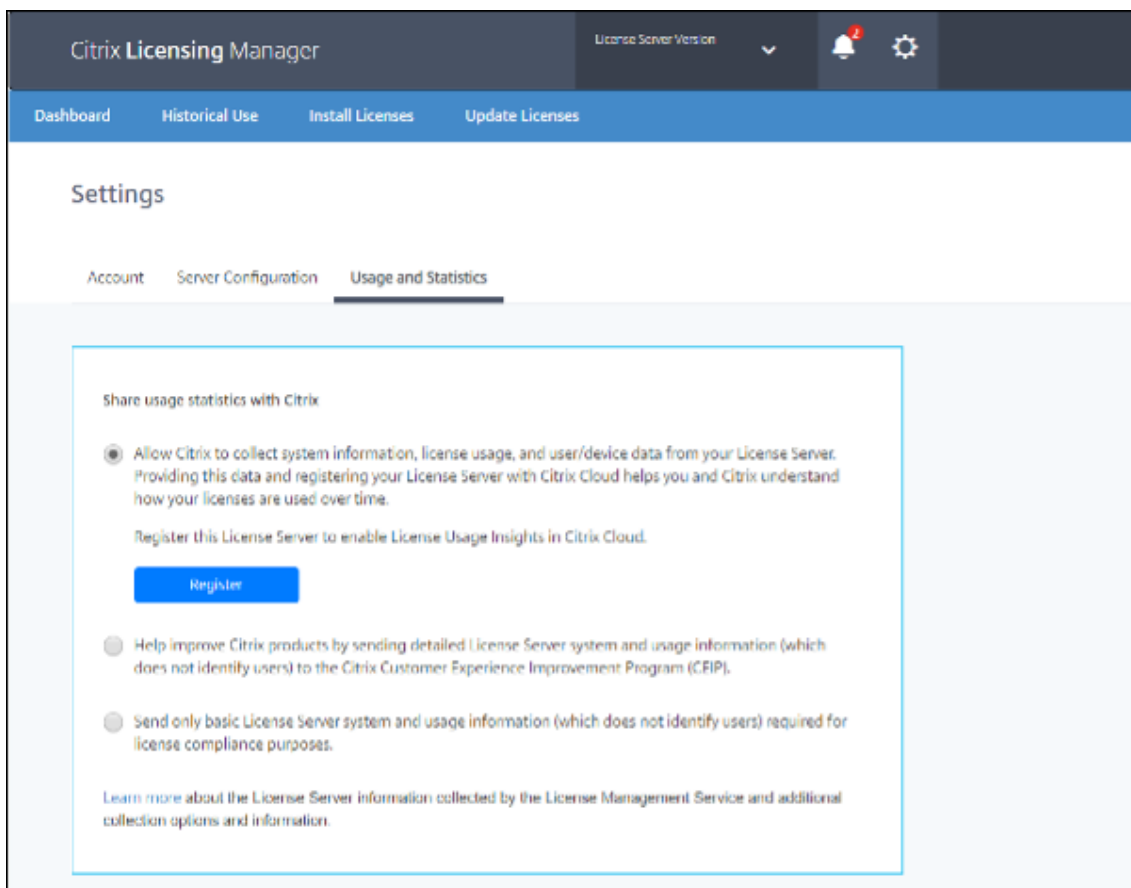 Citrix Licensing Manager
License Server Version
2
Dashboard Historical Use Install Licenses Update Licenses
Settings
Account Server Configuration Usage and Statistics
Share usage statistics with Citrix
Allow Citrix to collect system information, license usage, and user/device data from your License Server.
Providing this data and registering your License Server with Citrix Cloud helps you and Citrix understand
how your licenses are used over time.
Register this License Server to enable License Usage Insights in Citrix Cloud.
Register
Help improve Citrix products by sending detailed License Server system and usage information (which
does not identify users) to the Citrix Customer Experience Improvement Program (CEIP).
Send only basic License Server system and usage information (which does not identify users) required for
license compliance purposes.
Learn more about the License Server information collected by the License Management Service and additional
collection options and information.